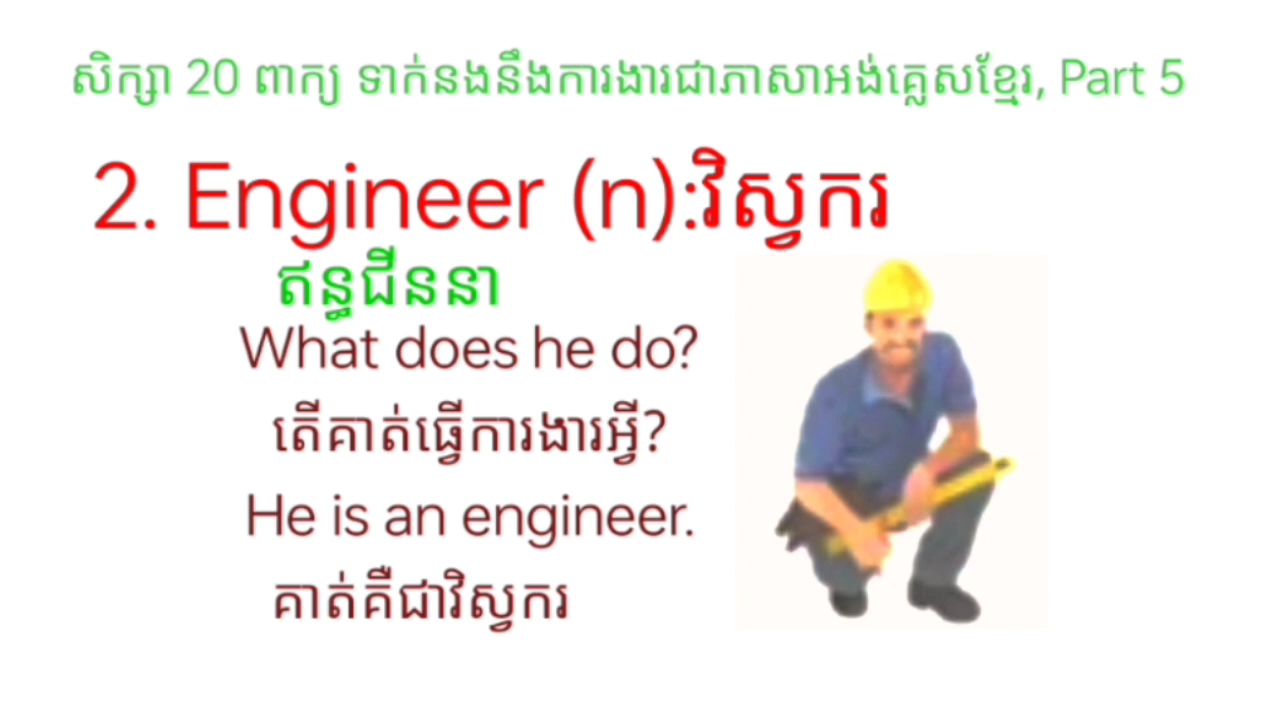 សិក្សា 20 ពាក្យ ទាក់ទងនឹងការងារជាភាសាអង់គ្លេសខ្មែរ, Part 5
2. Engineer (n):វិស្វករ
ឥន្ធជីននា
What does he do?
តើគាត់ធ្វើការងារអ្វី?
He is an engineer.
គាត់គឺជាវិស្វករ